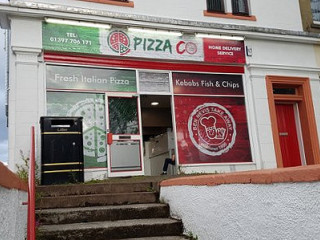 TEL:
01397 706 171
PIZZA CO
HOME DELIVERY
SERVICE
Fresh Italian Pizza
Kebabs Fish & Chips